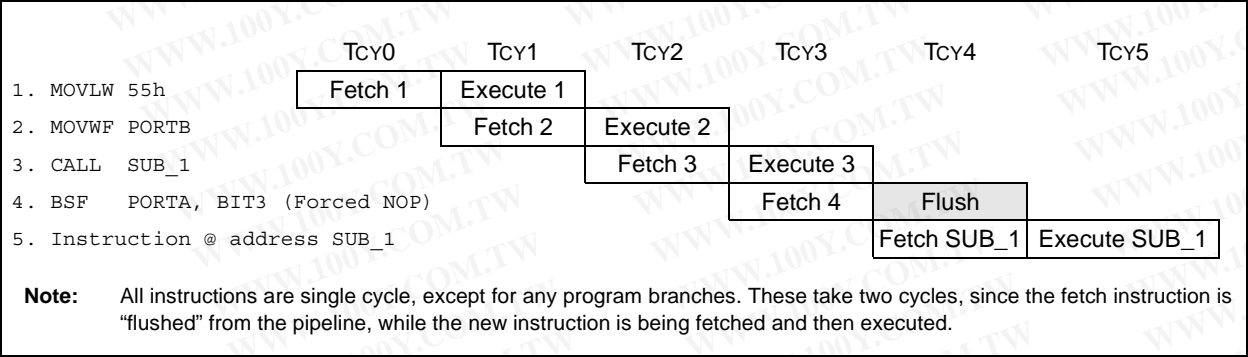 TCY0 TCY1 TCY2 TCY3 TCY4 TCY5
1. MOVLW 55h Fetch 1 Execute 1
2. MOVWF PORTB Fetch 2 Execute 2
3. CALL SUB_1 Fetch 3 Execute 3
4. BSF PORTA, BIT3 (Forced NOP) Fetch 4 Flush
5. Instruction @ address SUB_1 Fetch SUB_1 Execute SUB_1
Note: All instructions are single cycle, except for any program branches. These take two cycles, since the fetch instruction is
“flushed” from the pipeline, while the new instruction is being fetched and then executed.
WWW.100Y.COM.TW